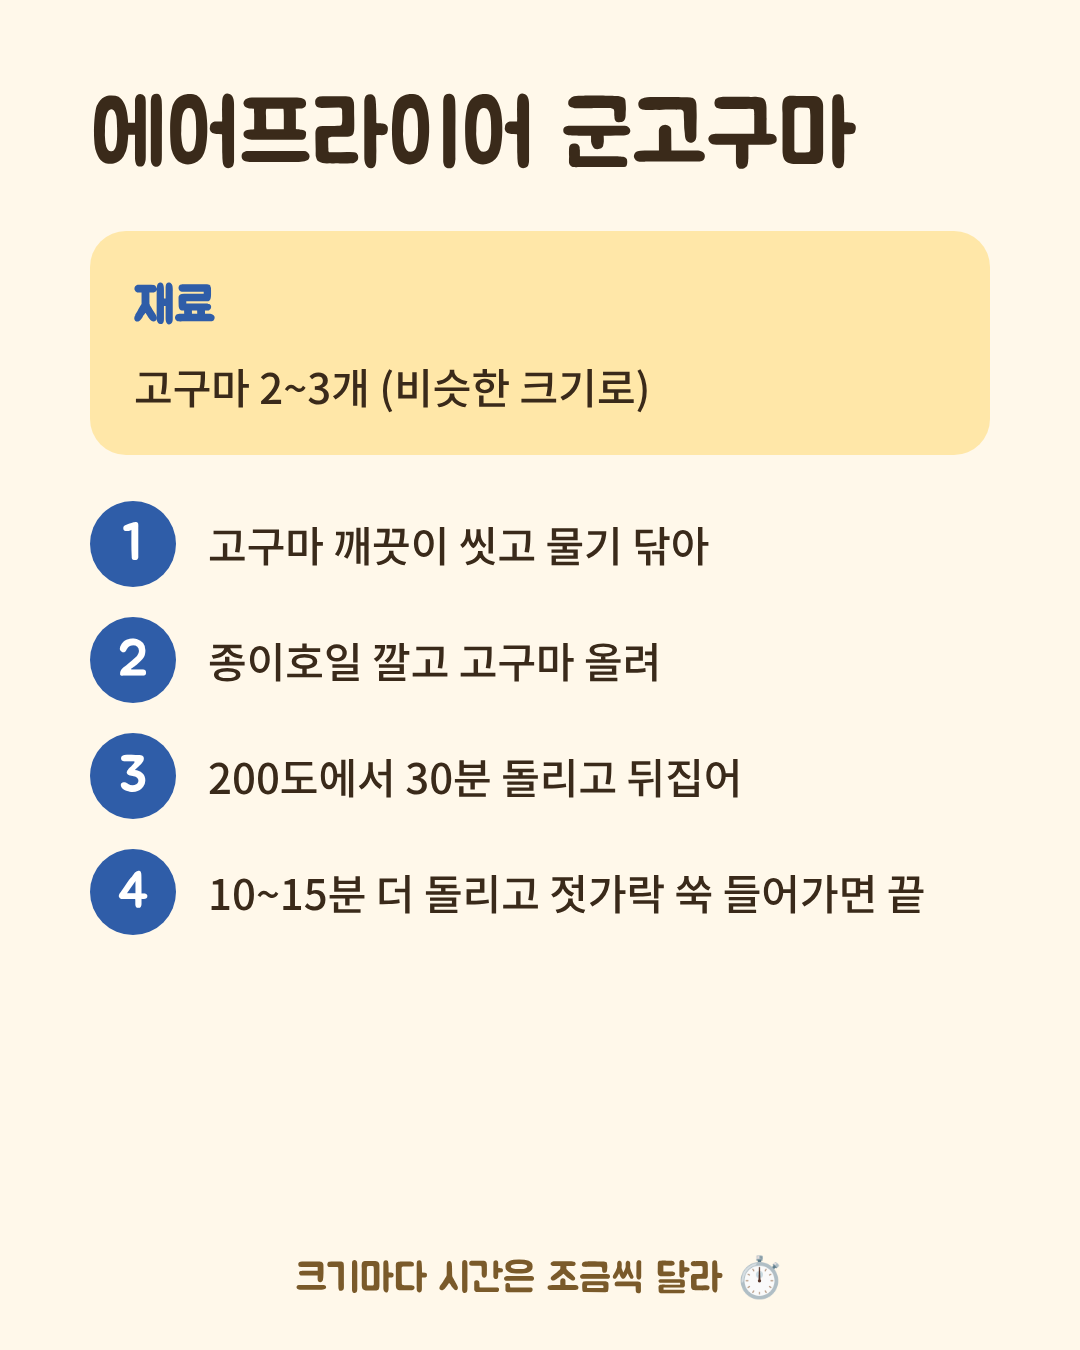 에어프라이어 군고구마
재료
고구마 2~3개 (비슷한 크기로)
1 고구마 깨끗이 씻고 물기 닦아
2 종이호일 깔고 고구마 올려
3 200도에서 30분 돌리고 뒤집어
4 10~15분 더 돌리고 젓가락 쑥 들어가면 끝
크기마다 시간은 조금씩 달라 ⏱️